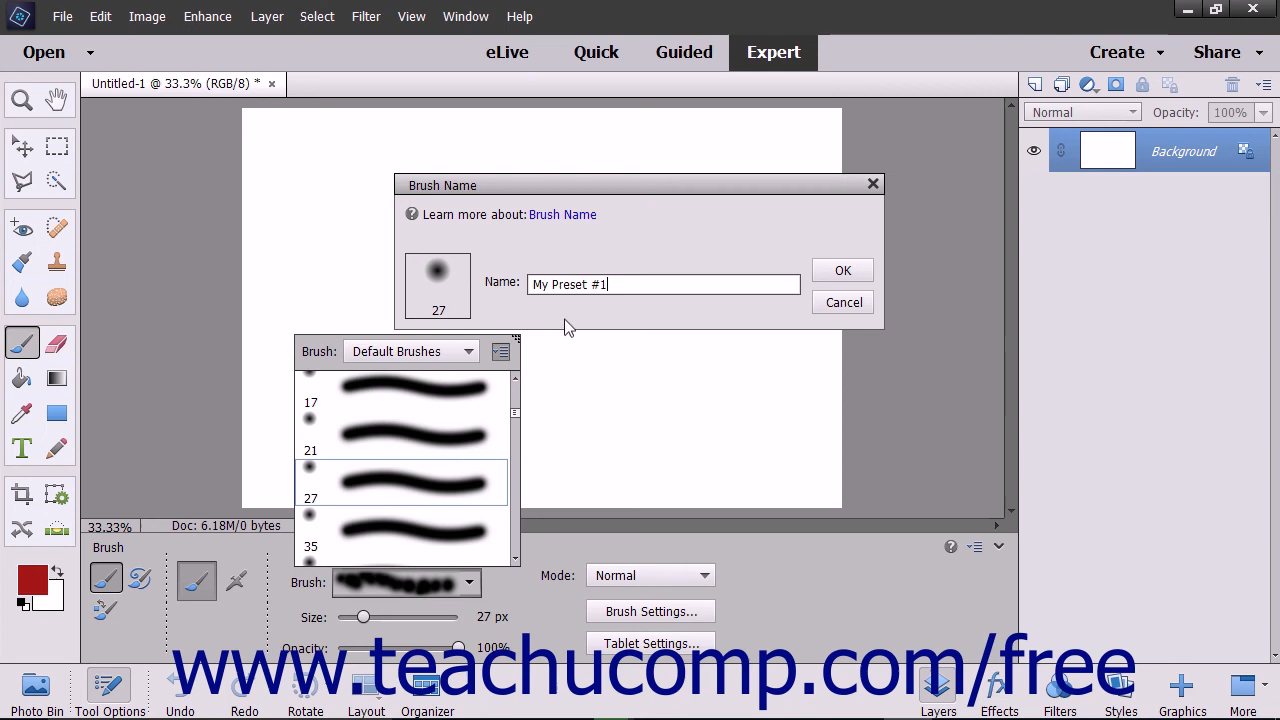 File Edit Image Enhance Layer Select Filter View Window Help
Open eLive Quick Guided Expert Create Share
Untitled-1 @ 33.3% (RGB/8) * ×
Normal Opacity: 100%
Background
Brush Name
Learn more about: Brush Name
27
Name: My Preset #1
OK
Cancel
Brush: Default Brushes
17
21
27
35
33.33% Doc: 6.18M/0 bytes
Brush
Brush:
Mode: Normal
Size: 27 px
Brush Settings...
Opacity: 100%
Tablet Settings...
www.teachucomp.com/free
Photo Bin Tool Options Undo Redo Rotate Layout Organizer Layers Effects Filters Styles Graphics More